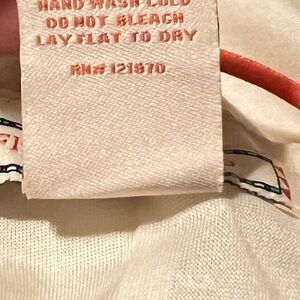 HAND WASH COLD
DO NOT BLEACH
LAY FLAT TO DRY
RN# 121870